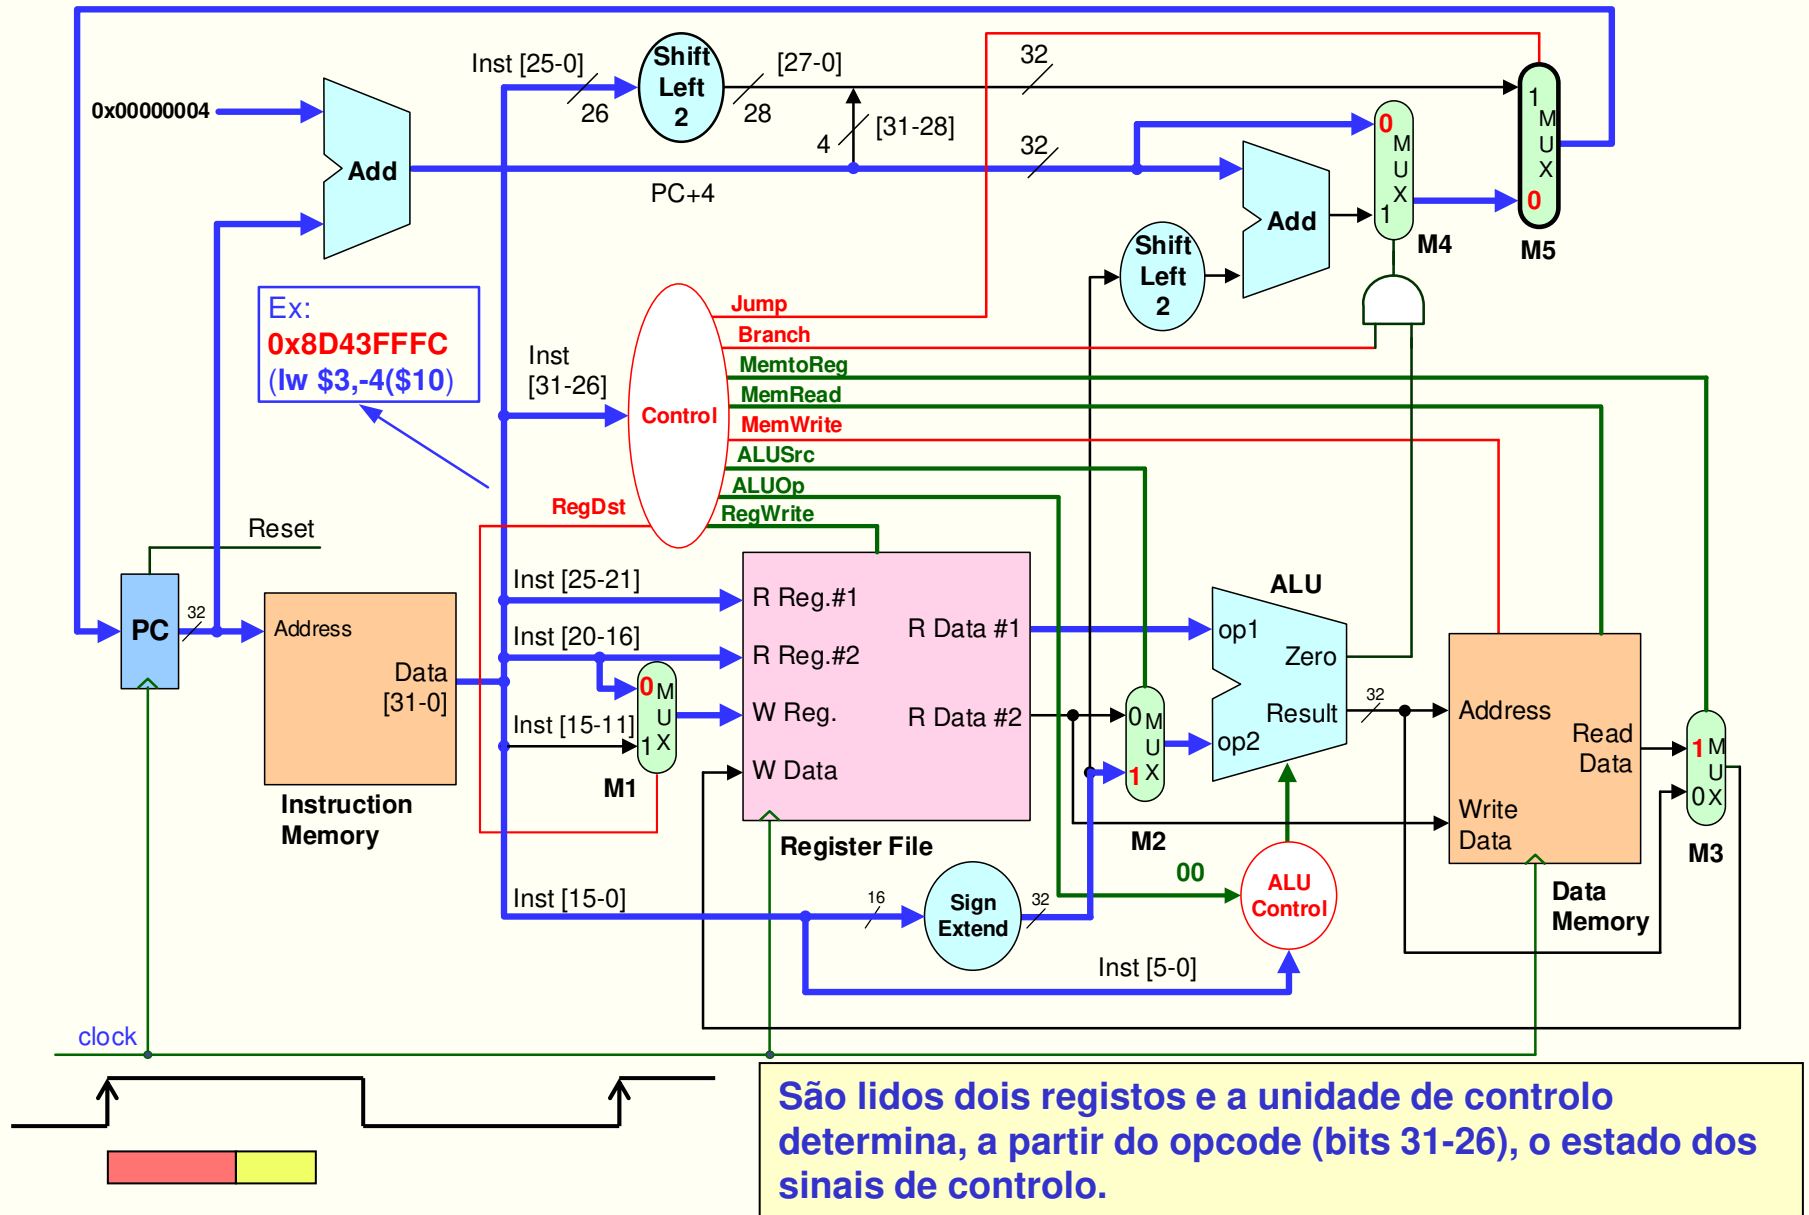 Inst [25-0]
26
Shift
Left
2
[27-0]
28
4
[31-28]
32
0x00000004
Add
PC+4
32
0
M
U
X
1
M4
1
M
U
X
0
M5
Add
Shift
Left
2
Ex:
0x8D43FFFC
(lw $3,-4($10)
Inst
[31-26]
Control
Jump
Branch
MemtoReg
MemRead
MemWrite
ALUSrc
ALUOp
RegWrite
RegDst
Reset
PC
32
Address
Data
[31-0]
Instruction
Memory
Inst [25-21]
Inst [20-16]
Inst [15-11]
0
M
U
1 X
M1
R Reg.#1
R Reg.#2
W Reg.
W Data
R Data #1
R Data #2
Register File
0 M
U
1 X
M2
ALU
op1
Zero
Result
op2
32
Address
Read
Data
Write
Data
Data
Memory
1 M
U
0 X
M3
Inst [15-0]
16
Sign
Extend
32
00
ALU
Control
Inst [5-0]
clock
São lidos dois registos e a unidade de controlo
determina, a partir do opcode (bits 31-26), o estado dos
sinais de controlo.